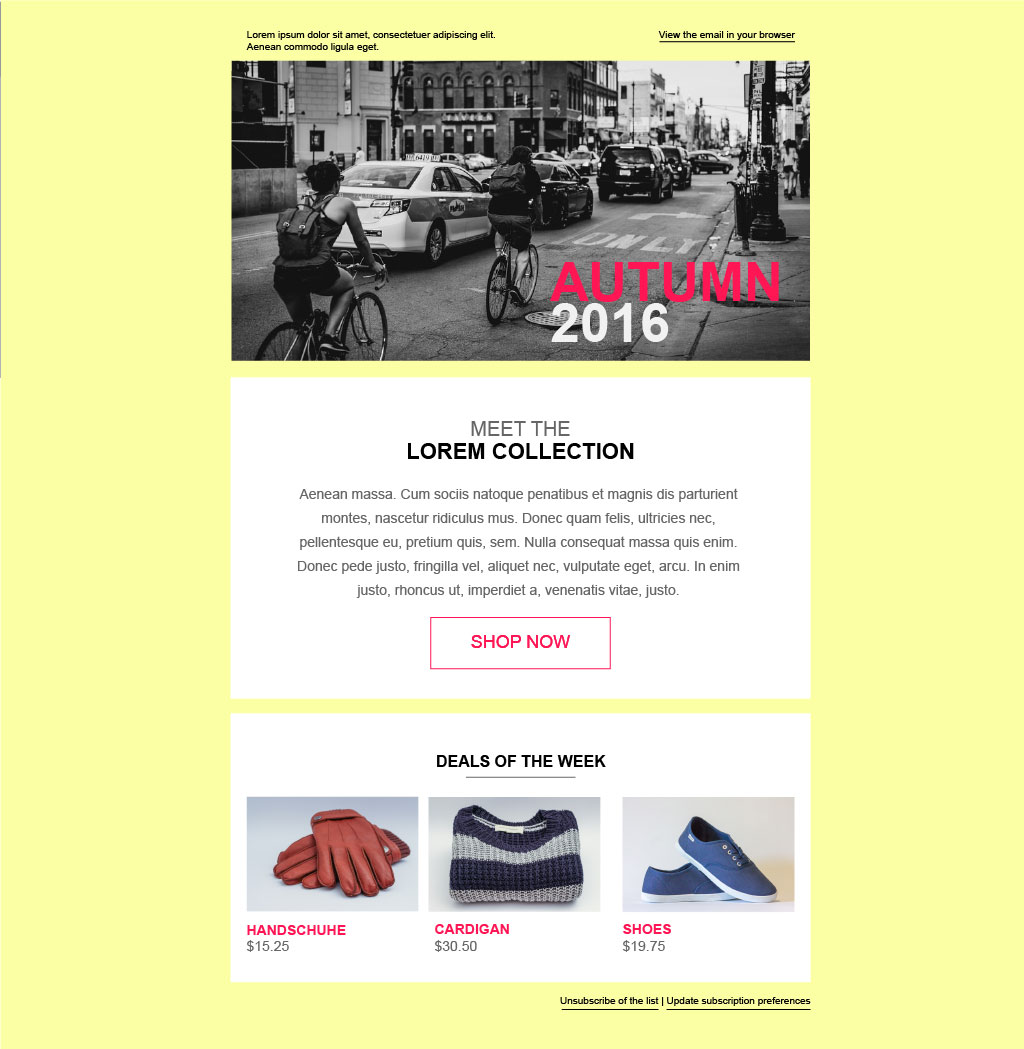 Lorem ipsum dolor sit amet, consectetuer adipiscing elit.
Aenean commodo ligula eget.
View the email in your browser
ONLY
AUTUMN
2016
MEET THE
LOREM COLLECTION
Aenean massa. Cum sociis natoque penatibus et magnis dis parturient
montes, nascetur ridiculus mus. Donec quam felis, ultricies nec,
pellentesque eu, pretium quis, sem. Nulla consequat massa quis enim.
Donec pede justo, fringilla vel, aliquet nec, vulputate eget, arcu. In enim
justo, rhoncus ut, imperdiet a, venenatis vitae, justo.
SHOP NOW
DEALS OF THE WEEK
HANDSCHUHE
$15.25
CARDIGAN
$30.50
SHOES
$19.75
Unsubscribe of the list | Update subscription preferences